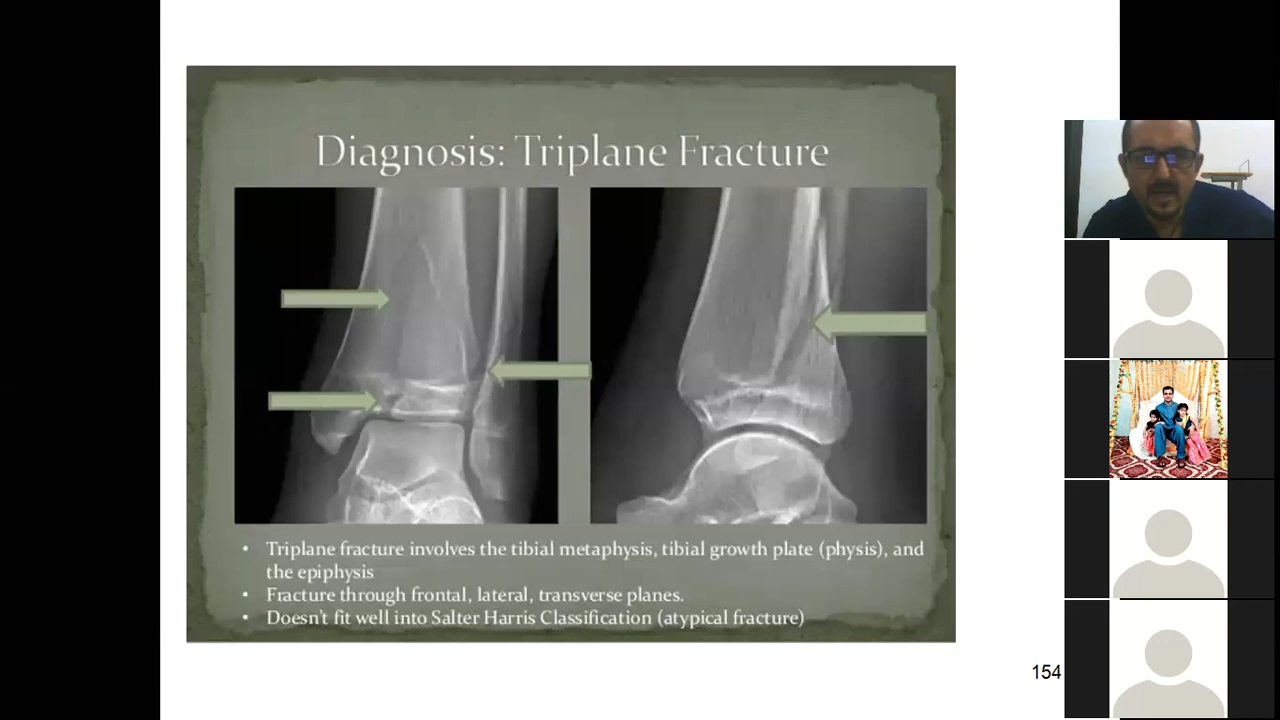 Diagnosis: Triplane Fracture
• Triplane fracture involves the tibial metaphysis, tibial growth plate (physis), and
the epiphysis
• Fracture through frontal, lateral, transverse planes.
• Doesn't fit well into Salter Harris Classification (atypical fracture)
154